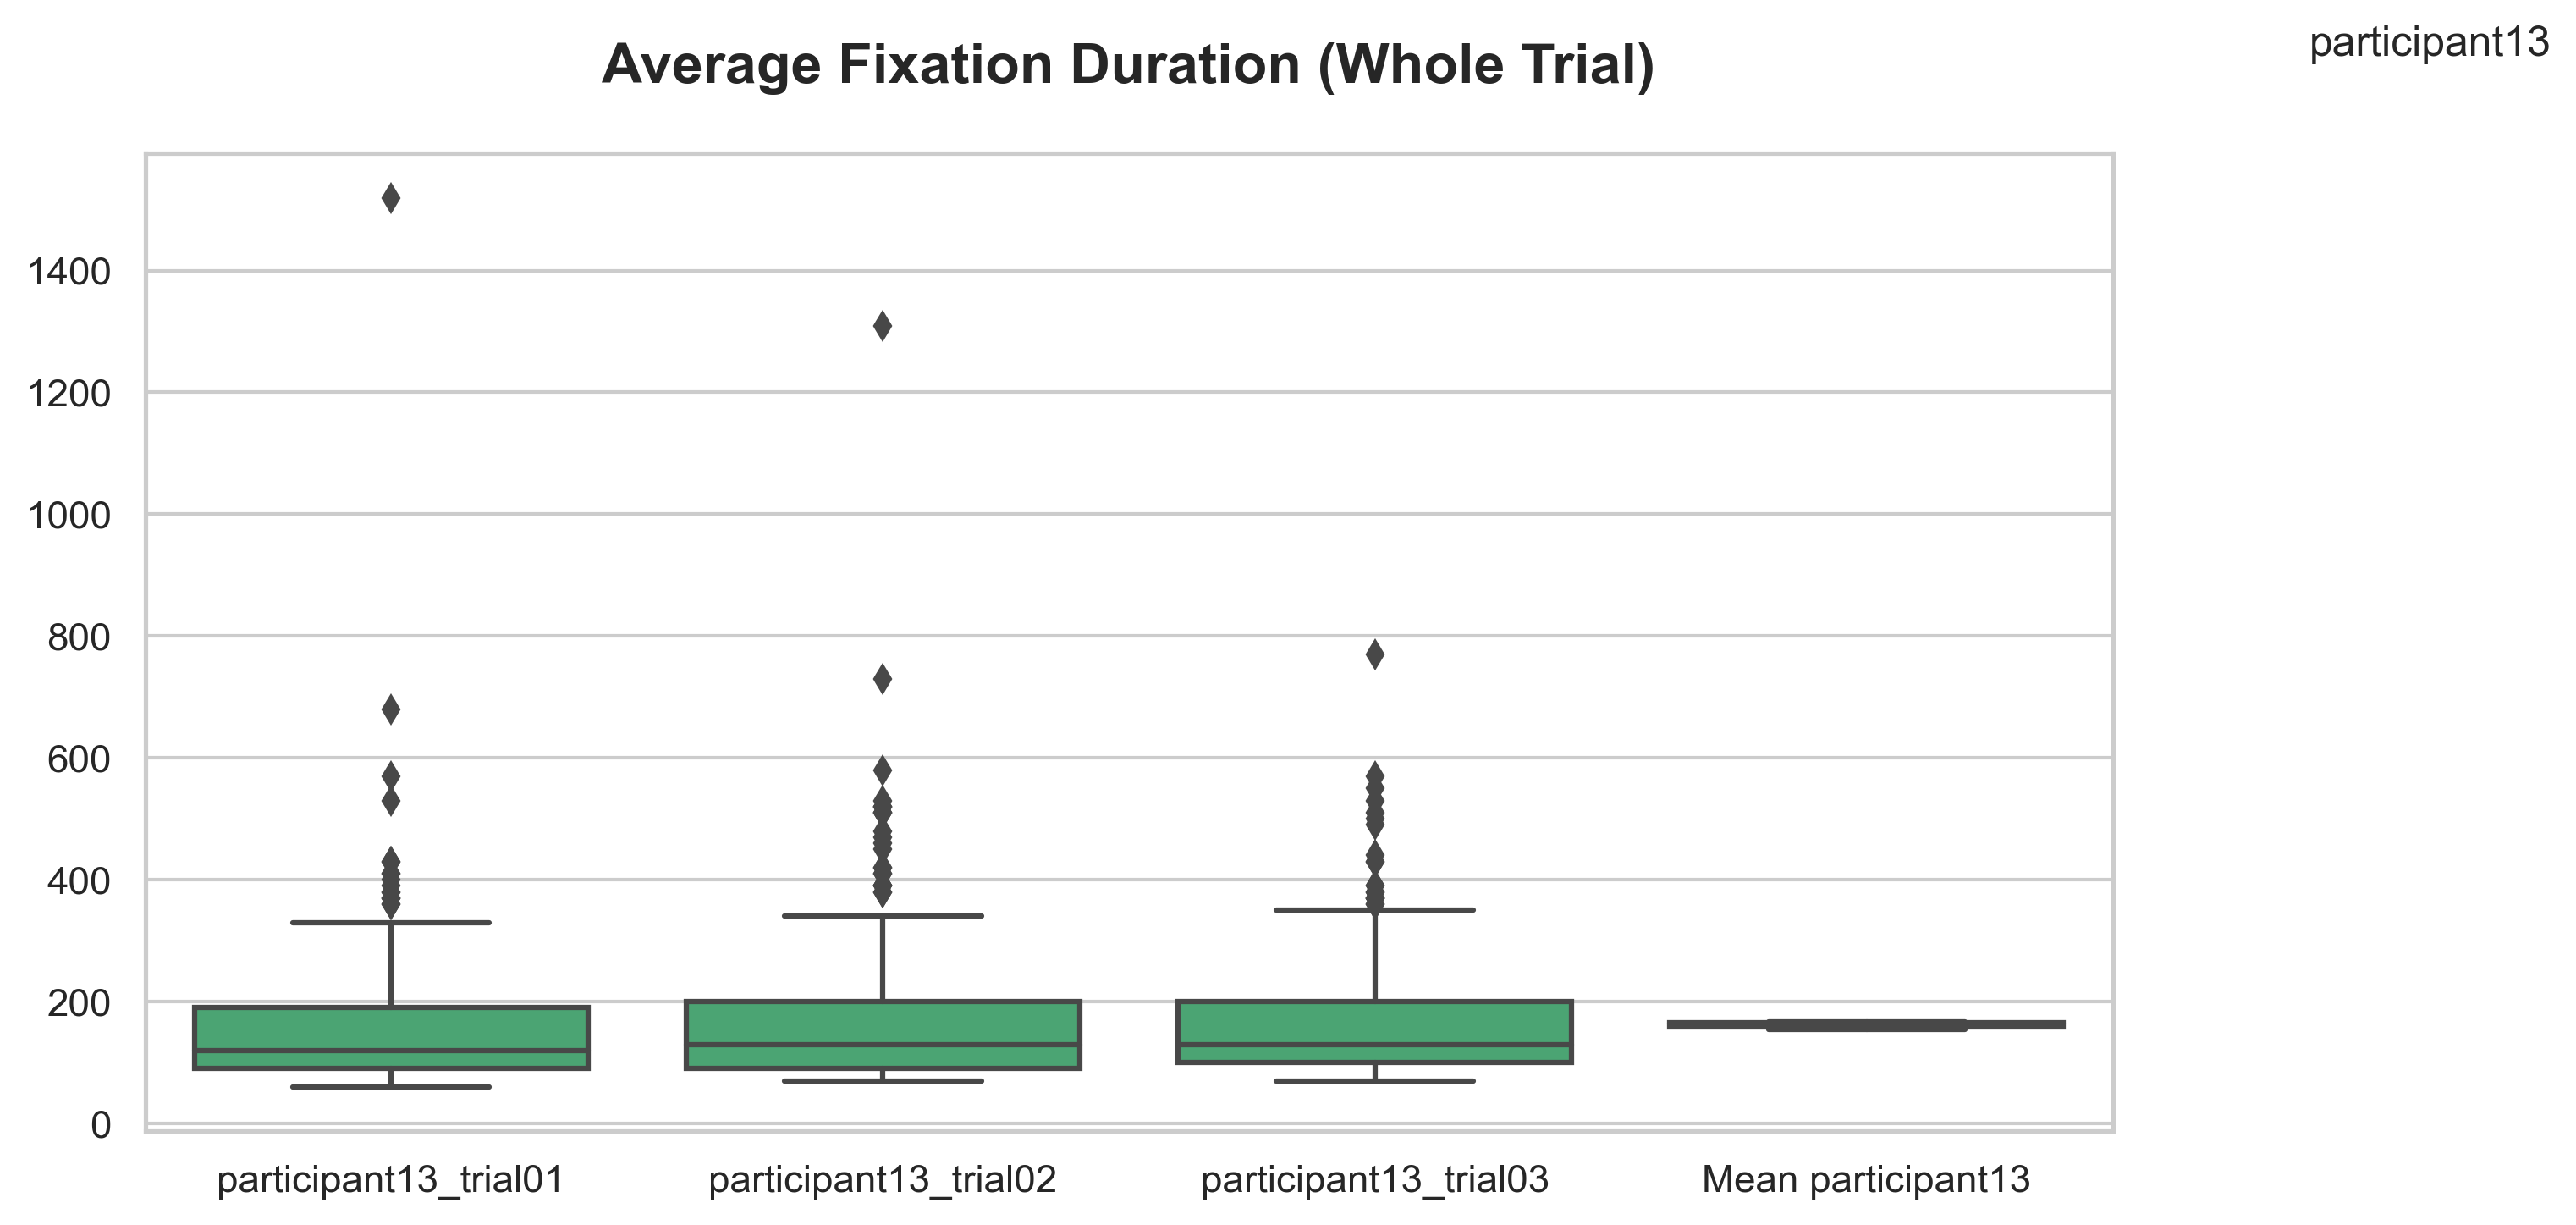 participant13
Average Fixation Duration (Whole Trial)
1400
1200
1000
800
600
400
200
0
participant13_trial01 participant13_trial02 participant13_trial03 Mean participant13